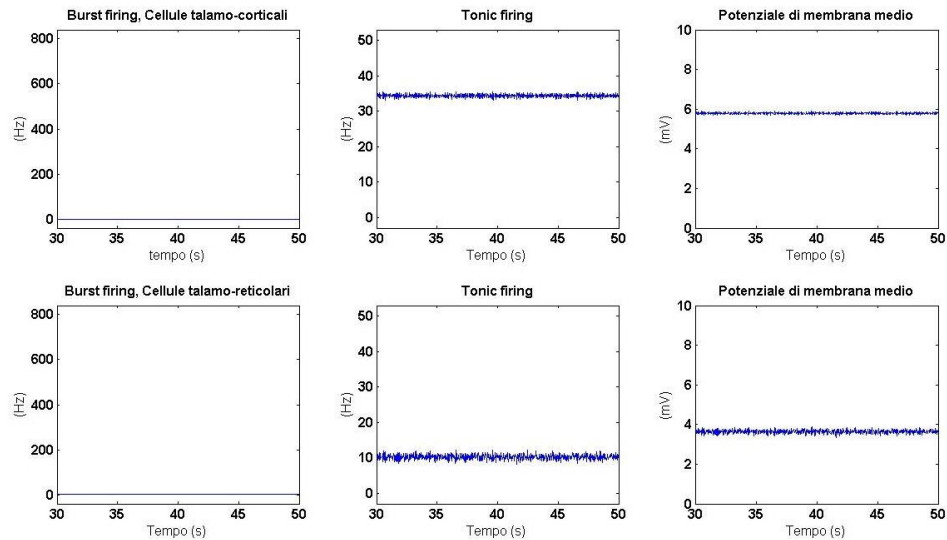 Burst firing, Cellule talamo-corticali
800
600
400
200
0
(Hz)
30 35 40 45 50
tempo (s)
Tonic firing
50
40
30
20
10
0
(Hz)
30 35 40 45 50
Tempo (s)
Potenziale di membrana medio
10
8
6
4
2
0
(mV)
30 35 40 45 50
Tempo (s)
Burst firing, Cellule talamo-reticolari
800
600
400
200
0
(Hz)
30 35 40 45 50
Tempo (s)
Tonic firing
50
40
30
20
10
0
(Hz)
30 35 40 45 50
Tempo (s)
Potenziale di membrana medio
10
8
6
4
2
0
(mV)
30 35 40 45 50
Tempo (s)